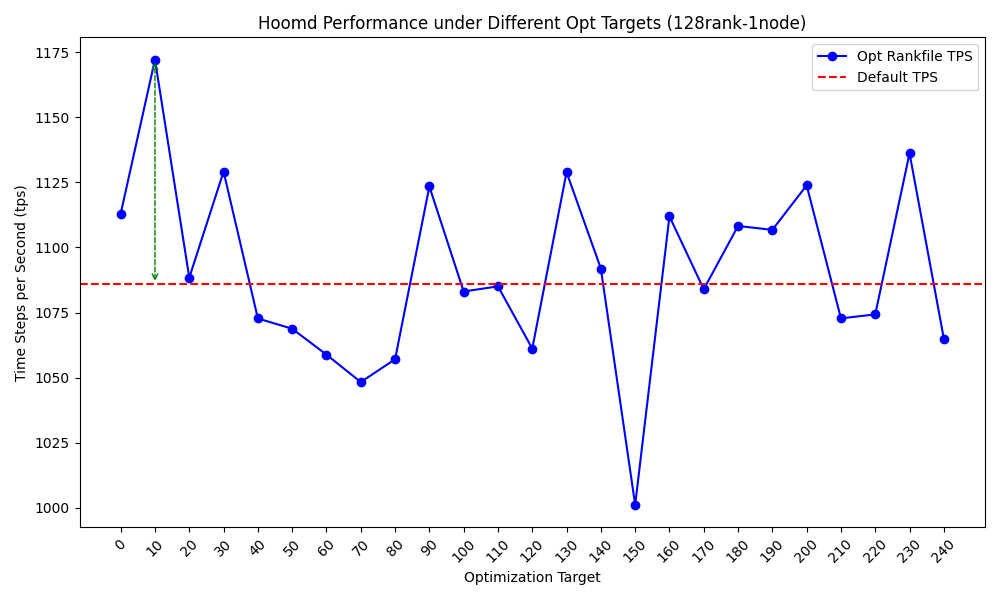 Hoomd Performance under Different Opt Targets (128rank-1node)
Opt Rankfile TPS
Default TPS
Time Steps per Second (tps)
1175
1150
1125
1100
1075
1050
1025
1000
0 10 20 30 40 50 60 70 80 90 100 110 120 130 140 150 160 170 180 190 200 210 220 230 240
Optimization Target